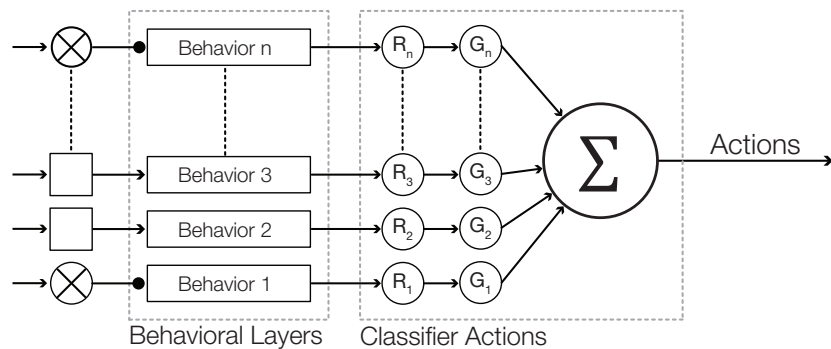 Behavior n
Rn
Gn
Behavior 3
R3
G3
Σ
Actions
Behavior 2
R2
G2
Behavior 1
R1
G1
Behavioral Layers
Classifier Actions